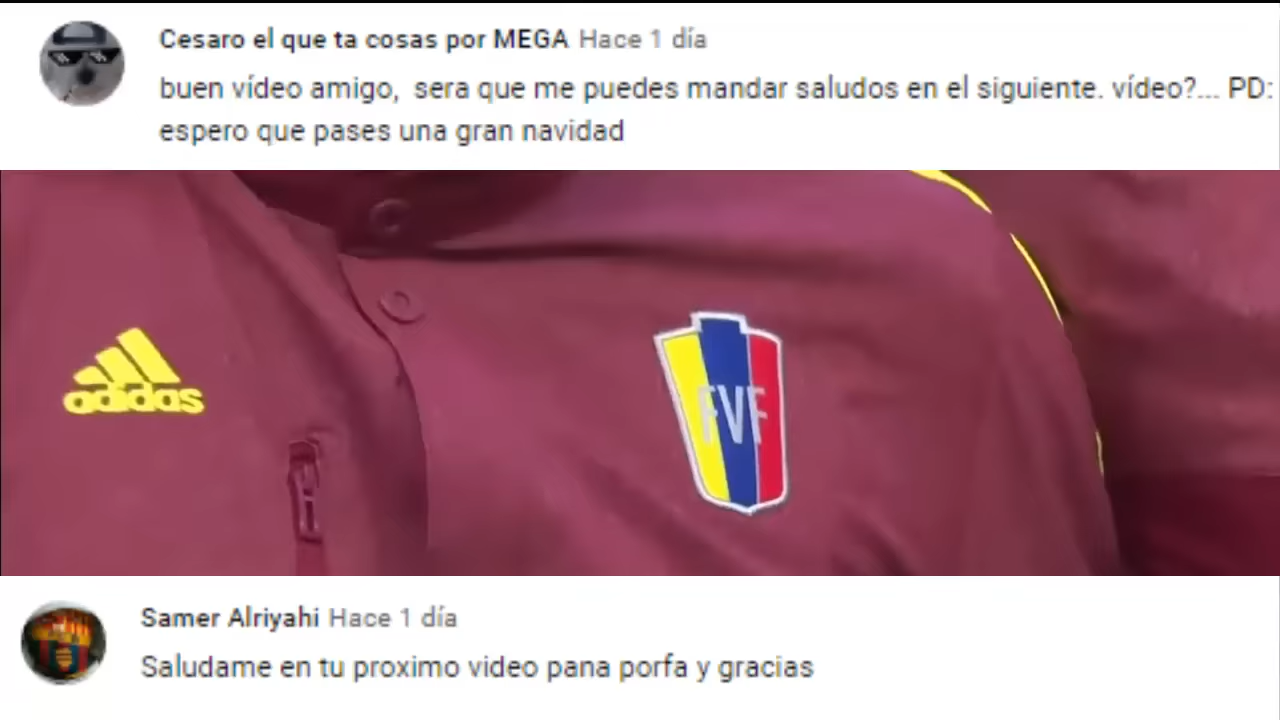 Cesaro el que ta cosas por MEGA Hace 1 día
buen vídeo amigo,  sera que me puedes mandar saludos en el siguiente. vídeo?... PD:
espero que pases una gran navidad
adidas
FVF
Samer Alriyahi Hace 1 día
Saludame en tu proximo video pana porfa y gracias